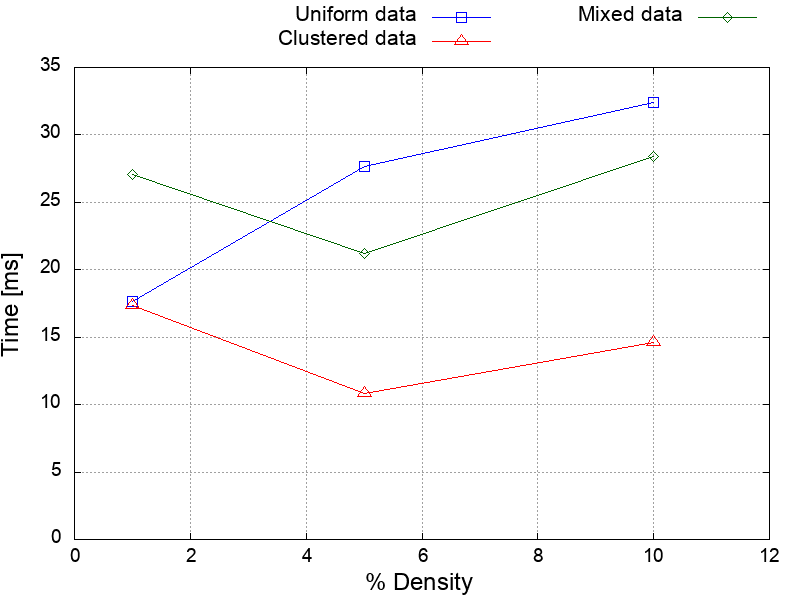 Uniform data
Clustered data
Mixed data
35
30
25
20
15
10
5
0
Time [ms]
0 2 4 6 8 10 12
% Density